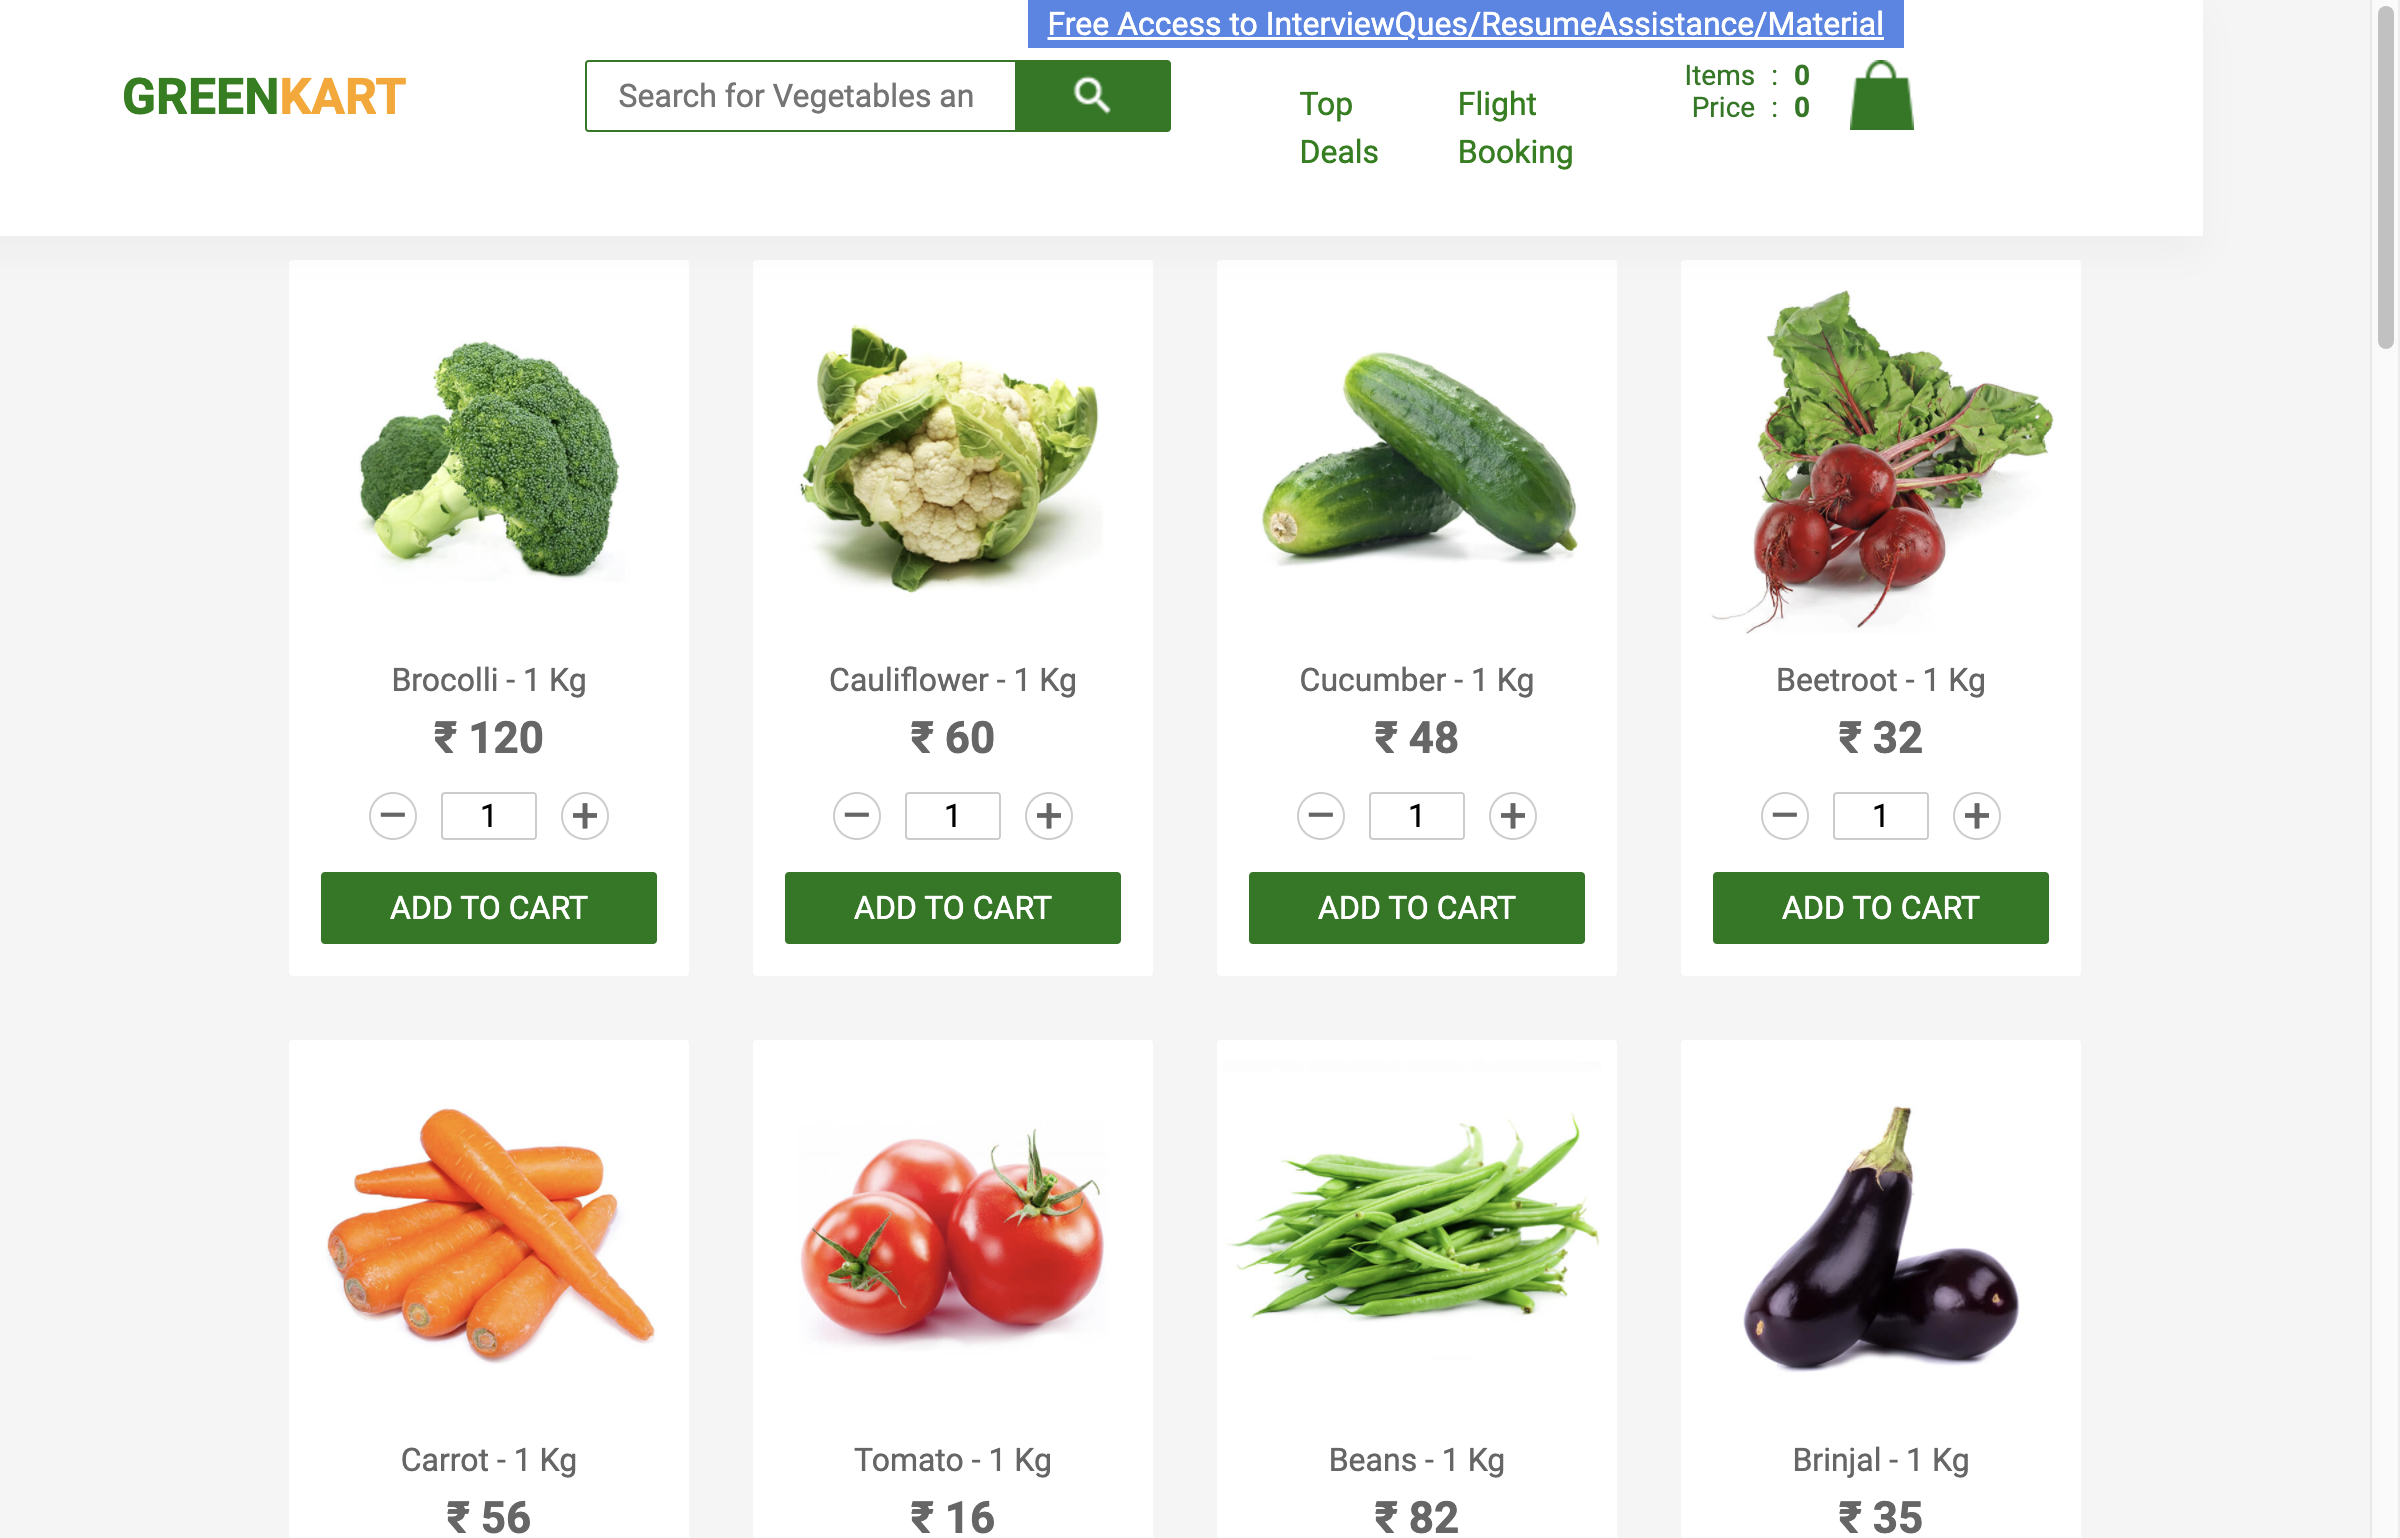 Free Access to InterviewQues/ResumeAssistance/Material
GREENKART
Search for Vegetables an
Top
Deals
Flight
Booking
Items : 0
Price : 0
Brocolli - 1 Kg
₹ 120
1
ADD TO CART
Cauliflower - 1 Kg
₹ 60
1
ADD TO CART
Cucumber - 1 Kg
₹ 48
1
ADD TO CART
Beetroot - 1 Kg
₹ 32
1
ADD TO CART
Carrot - 1 Kg
₹ 56
Tomato - 1 Kg
₹ 16
Beans - 1 Kg
₹ 82
Brinjal - 1 Kg
₹ 35